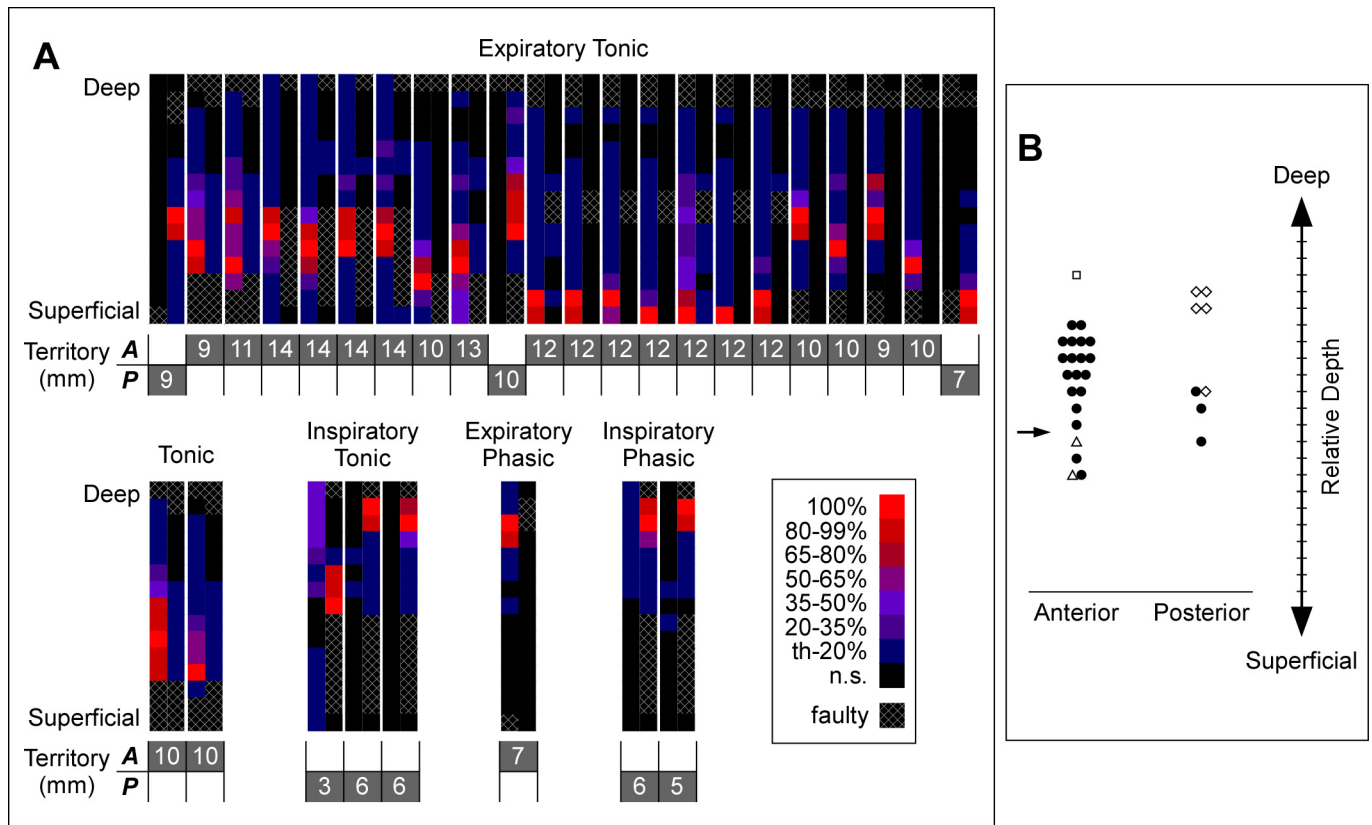 A
Expiratory Tonic
Deep
Superficial
Territory A 9 11 14 14 14 14 10 13 12 12 12 12 12 12 12 10 10 9 10
(mm) P 9 10 7
Tonic
Inspiratory
Tonic
Expiratory
Phasic
Inspiratory
Phasic
Deep
Superficial
Territory A 10 10 7
(mm) P 3 6 6 6 5
100%
80-99%
65-80%
50-65%
35-50%
20-35%
th-20%
n.s.
faulty
B
Deep
Relative Depth
Anterior Posterior
Superficial